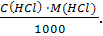 C(HCl) ∙ M(HCl)
1000 .